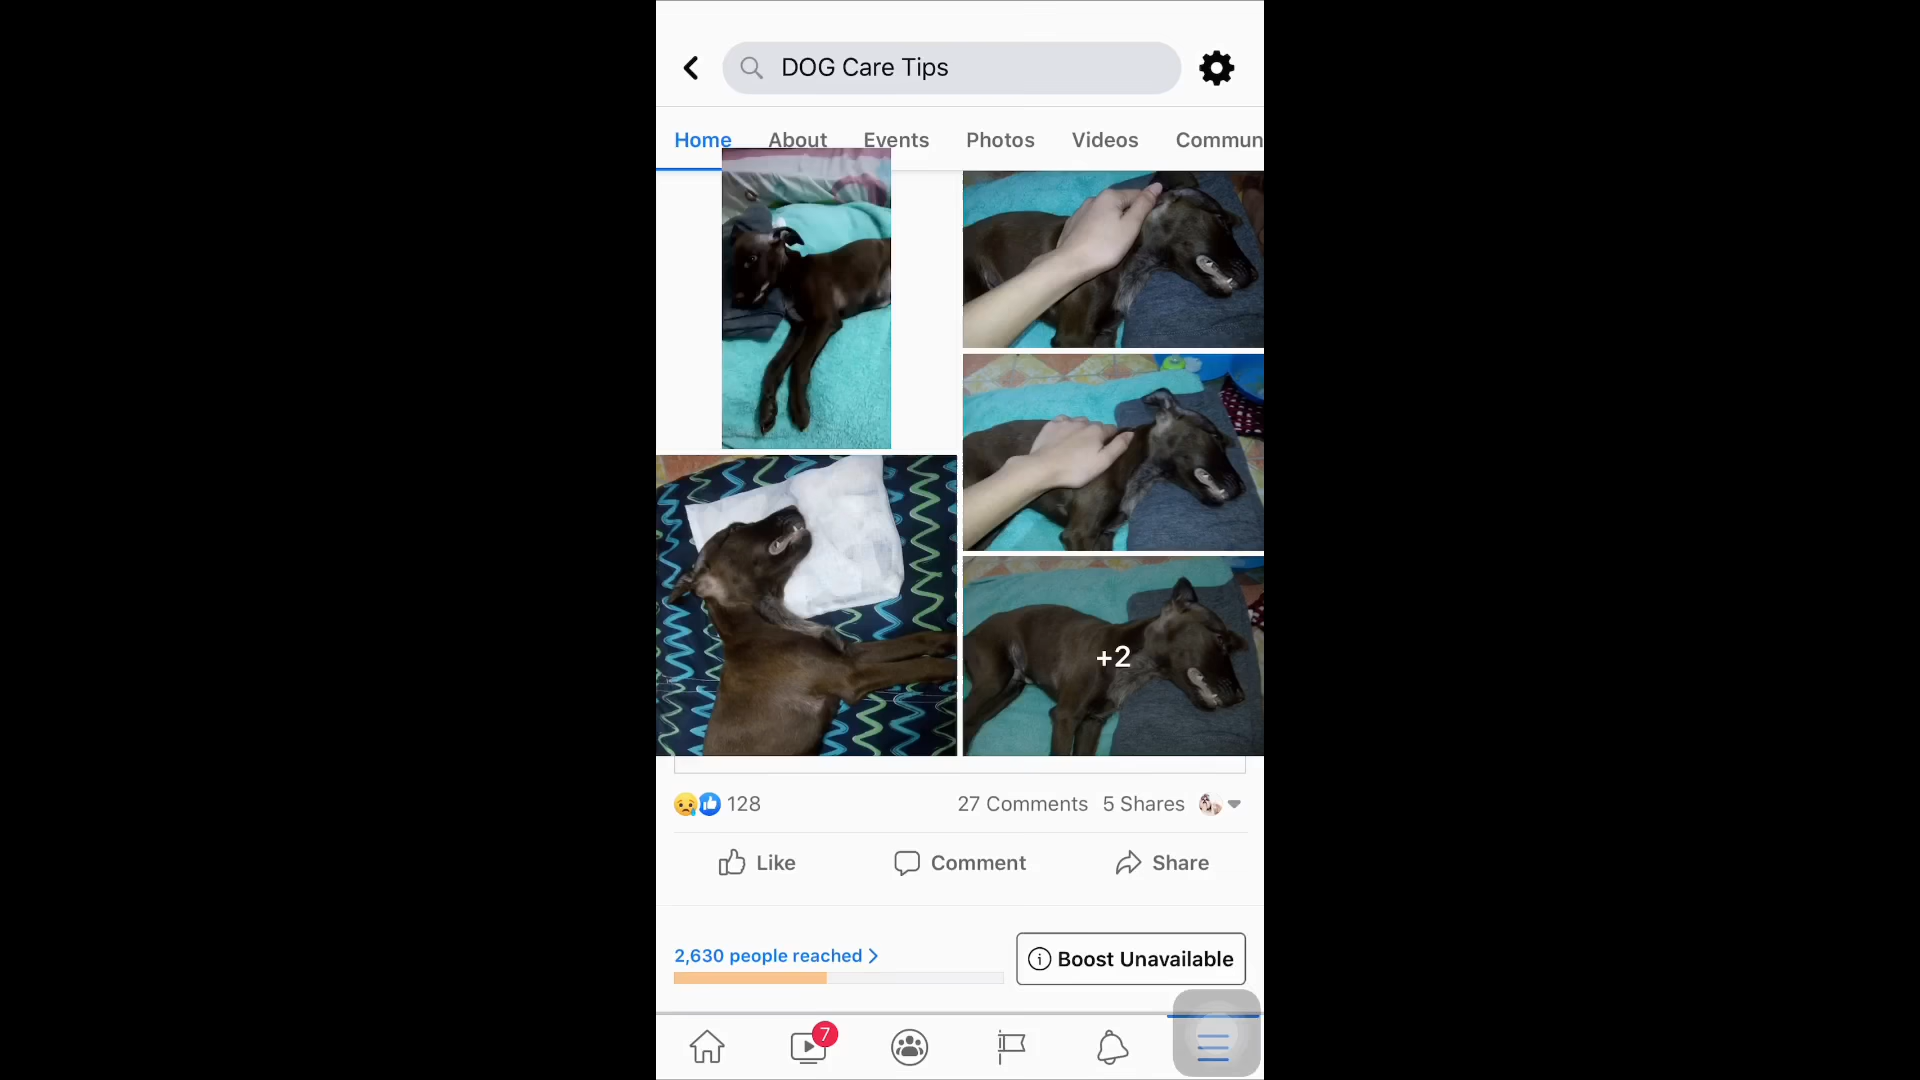 DOG Care Tips
Home About Events Photos Videos Commun
+2
128 27 Comments 5 Shares
Like Comment Share
2,630 people reached
Boost Unavailable
7